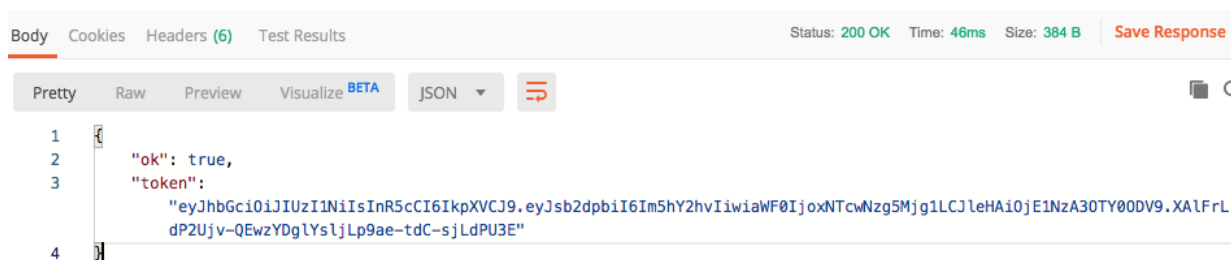 Body Cookies Headers (6) Test Results Status: 200 OK Time: 46ms Size: 384 B Save Response
Pretty Raw Preview Visualize BETA JSON
1 {
2 "ok": true,
3 "token":
"eyJhbGciOiJIUzI1NiIsInR5cCI6IkpXVCJ9.eyJsb2dpbiI6Im5hY2hvIiwiaWF0IjoxNTcwNzg5Mjg1LCJleHAiOjE1NzA3OTY0ODV9.XAlFrL
dP2Ujv-QEwzYDglYsljLp9ae-tdC-sjLdPU3E"
4 }